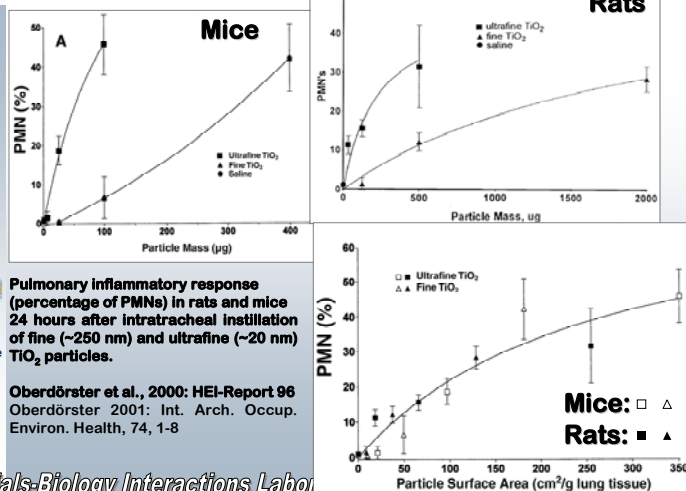 Mice
A
50
40
30
20
10
0
PMN (%)
Ultrafine TiO₂
Fine TiO₂
Saline
0 100 200 300 400
Particle Mass (µg)
Rats
40
30
20
10
0
PMN's
ultrafine TiO₂
fine TiO₂
saline
0 500 1000 1500 2000
Particle Mass, ug
Pulmonary inflammatory response
(percentage of PMNs) in rats and mice
24 hours after intratracheal instillation
of fine (~250 nm) and ultrafine (~20 nm)
TiO₂ particles.
Oberdörster et al., 2000: HEI-Report 96
Oberdörster 2001: Int. Arch. Occup.
Environ. Health, 74, 1-8
60
50
40
30
20
10
0
PMN (%)
Ultrafine TiO₂
Fine TiO₂
Mice:
Rats:
0 50 100 150 200 250 300 350
Particle Surface Area (cm²/g lung tissue)
als-Biology Interactions Labor